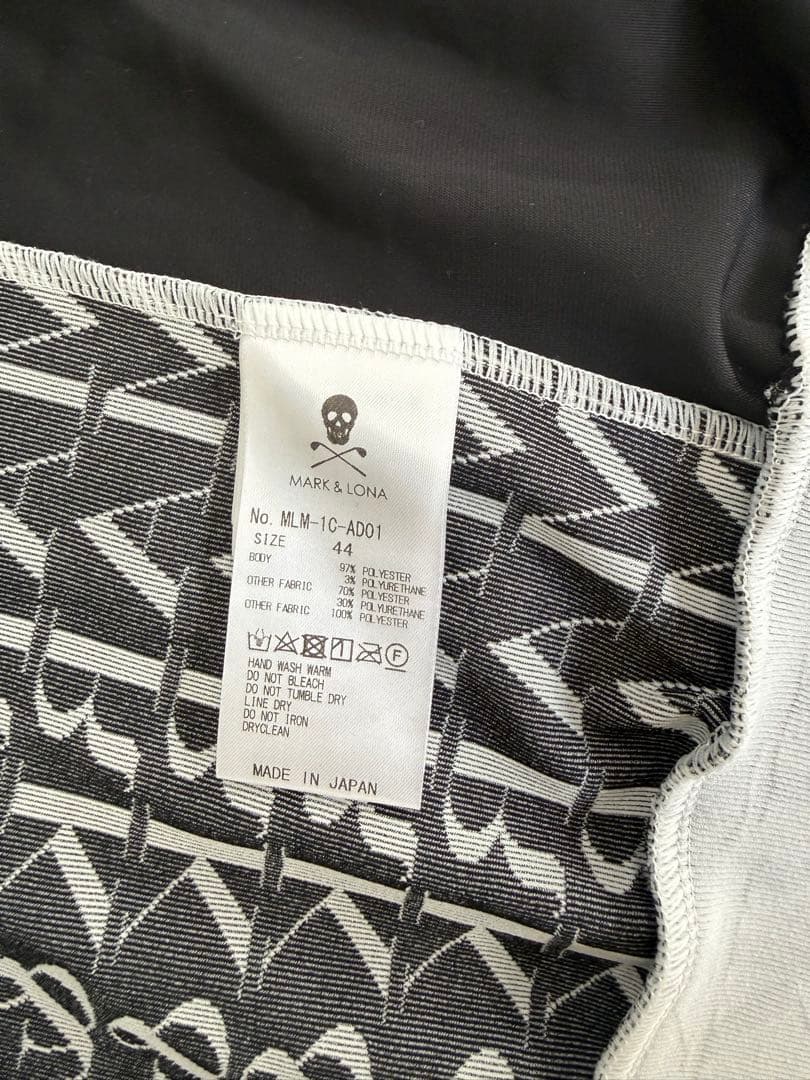 MARK & LONA
No. MLM-1C-AD01
SIZE 44
BODY 97% POLYESTER
3% POLYURETHANE
OTHER FABRIC 70% POLYESTER
30% POLYURETHANE
OTHER FABRIC 100% POLYESTER
F
HAND WASH WARM
DO NOT BLEACH
DO NOT TUMBLE DRY
LINE DRY
DO NOT IRON
DRYCLEAN
MADE IN JAPAN